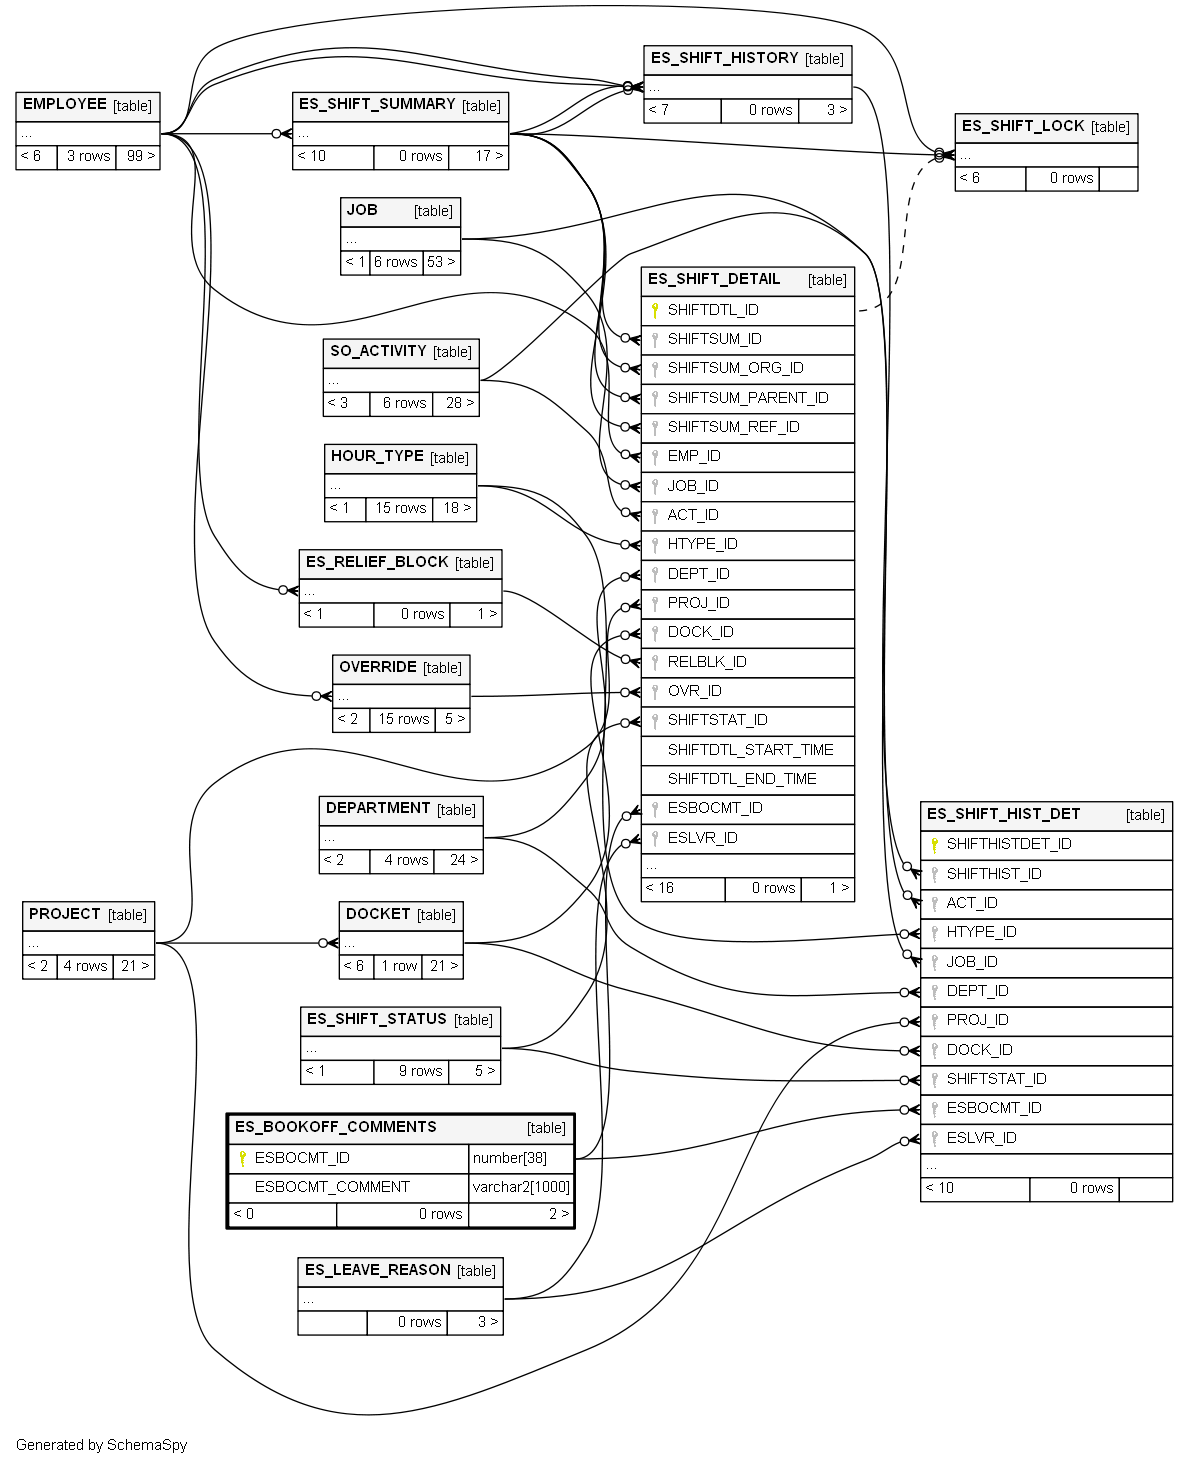 ES_SHIFT_HISTORY [table]
...
< 7 0 rows 3 >
EMPLOYEE [table]
...
< 6 3 rows 99 >
ES_SHIFT_SUMMARY [table]
...
< 10 0 rows 17 >
ES_SHIFT_LOCK [table]
...
< 6 0 rows
JOB [table]
...
< 1 6 rows 53 >
ES_SHIFT_DETAIL [table]
SHIFTDTL_ID
SHIFTSUM_ID
SHIFTSUM_ORG_ID
SHIFTSUM_PARENT_ID
SHIFTSUM_REF_ID
EMP_ID
JOB_ID
ACT_ID
HTYPE_ID
DEPT_ID
PROJ_ID
DOCK_ID
RELBLK_ID
OVR_ID
SHIFTSTAT_ID
SHIFTDTL_START_TIME
SHIFTDTL_END_TIME
ESBOCMT_ID
ESLVR_ID
...
< 16 0 rows 1 >
SO_ACTIVITY [table]
...
< 3 6 rows 28 >
HOUR_TYPE [table]
...
< 1 15 rows 18 >
ES_RELIEF_BLOCK [table]
...
< 1 0 rows 1 >
OVERRIDE [table]
...
< 2 15 rows 5 >
DEPARTMENT [table]
...
< 2 4 rows 24 >
ES_SHIFT_HIST_DET [table]
SHIFTHISTDET_ID
SHIFTHIST_ID
ACT_ID
HTYPE_ID
JOB_ID
DEPT_ID
PROJ_ID
DOCK_ID
SHIFTSTAT_ID
ESBOCMT_ID
ESLVR_ID
...
< 10 0 rows
PROJECT [table]
...
< 2 4 rows 21 >
DOCKET [table]
...
< 6 1 row 21 >
ES_SHIFT_STATUS [table]
...
< 1 9 rows 5 >
ES_BOOKOFF_COMMENTS [table]
ESBOCMT_ID number[38]
ESBOCMT_COMMENT varchar2[1000]
< 0 0 rows 2 >
ES_LEAVE_REASON [table]
...
0 rows 3 >
Generated by SchemaSpy